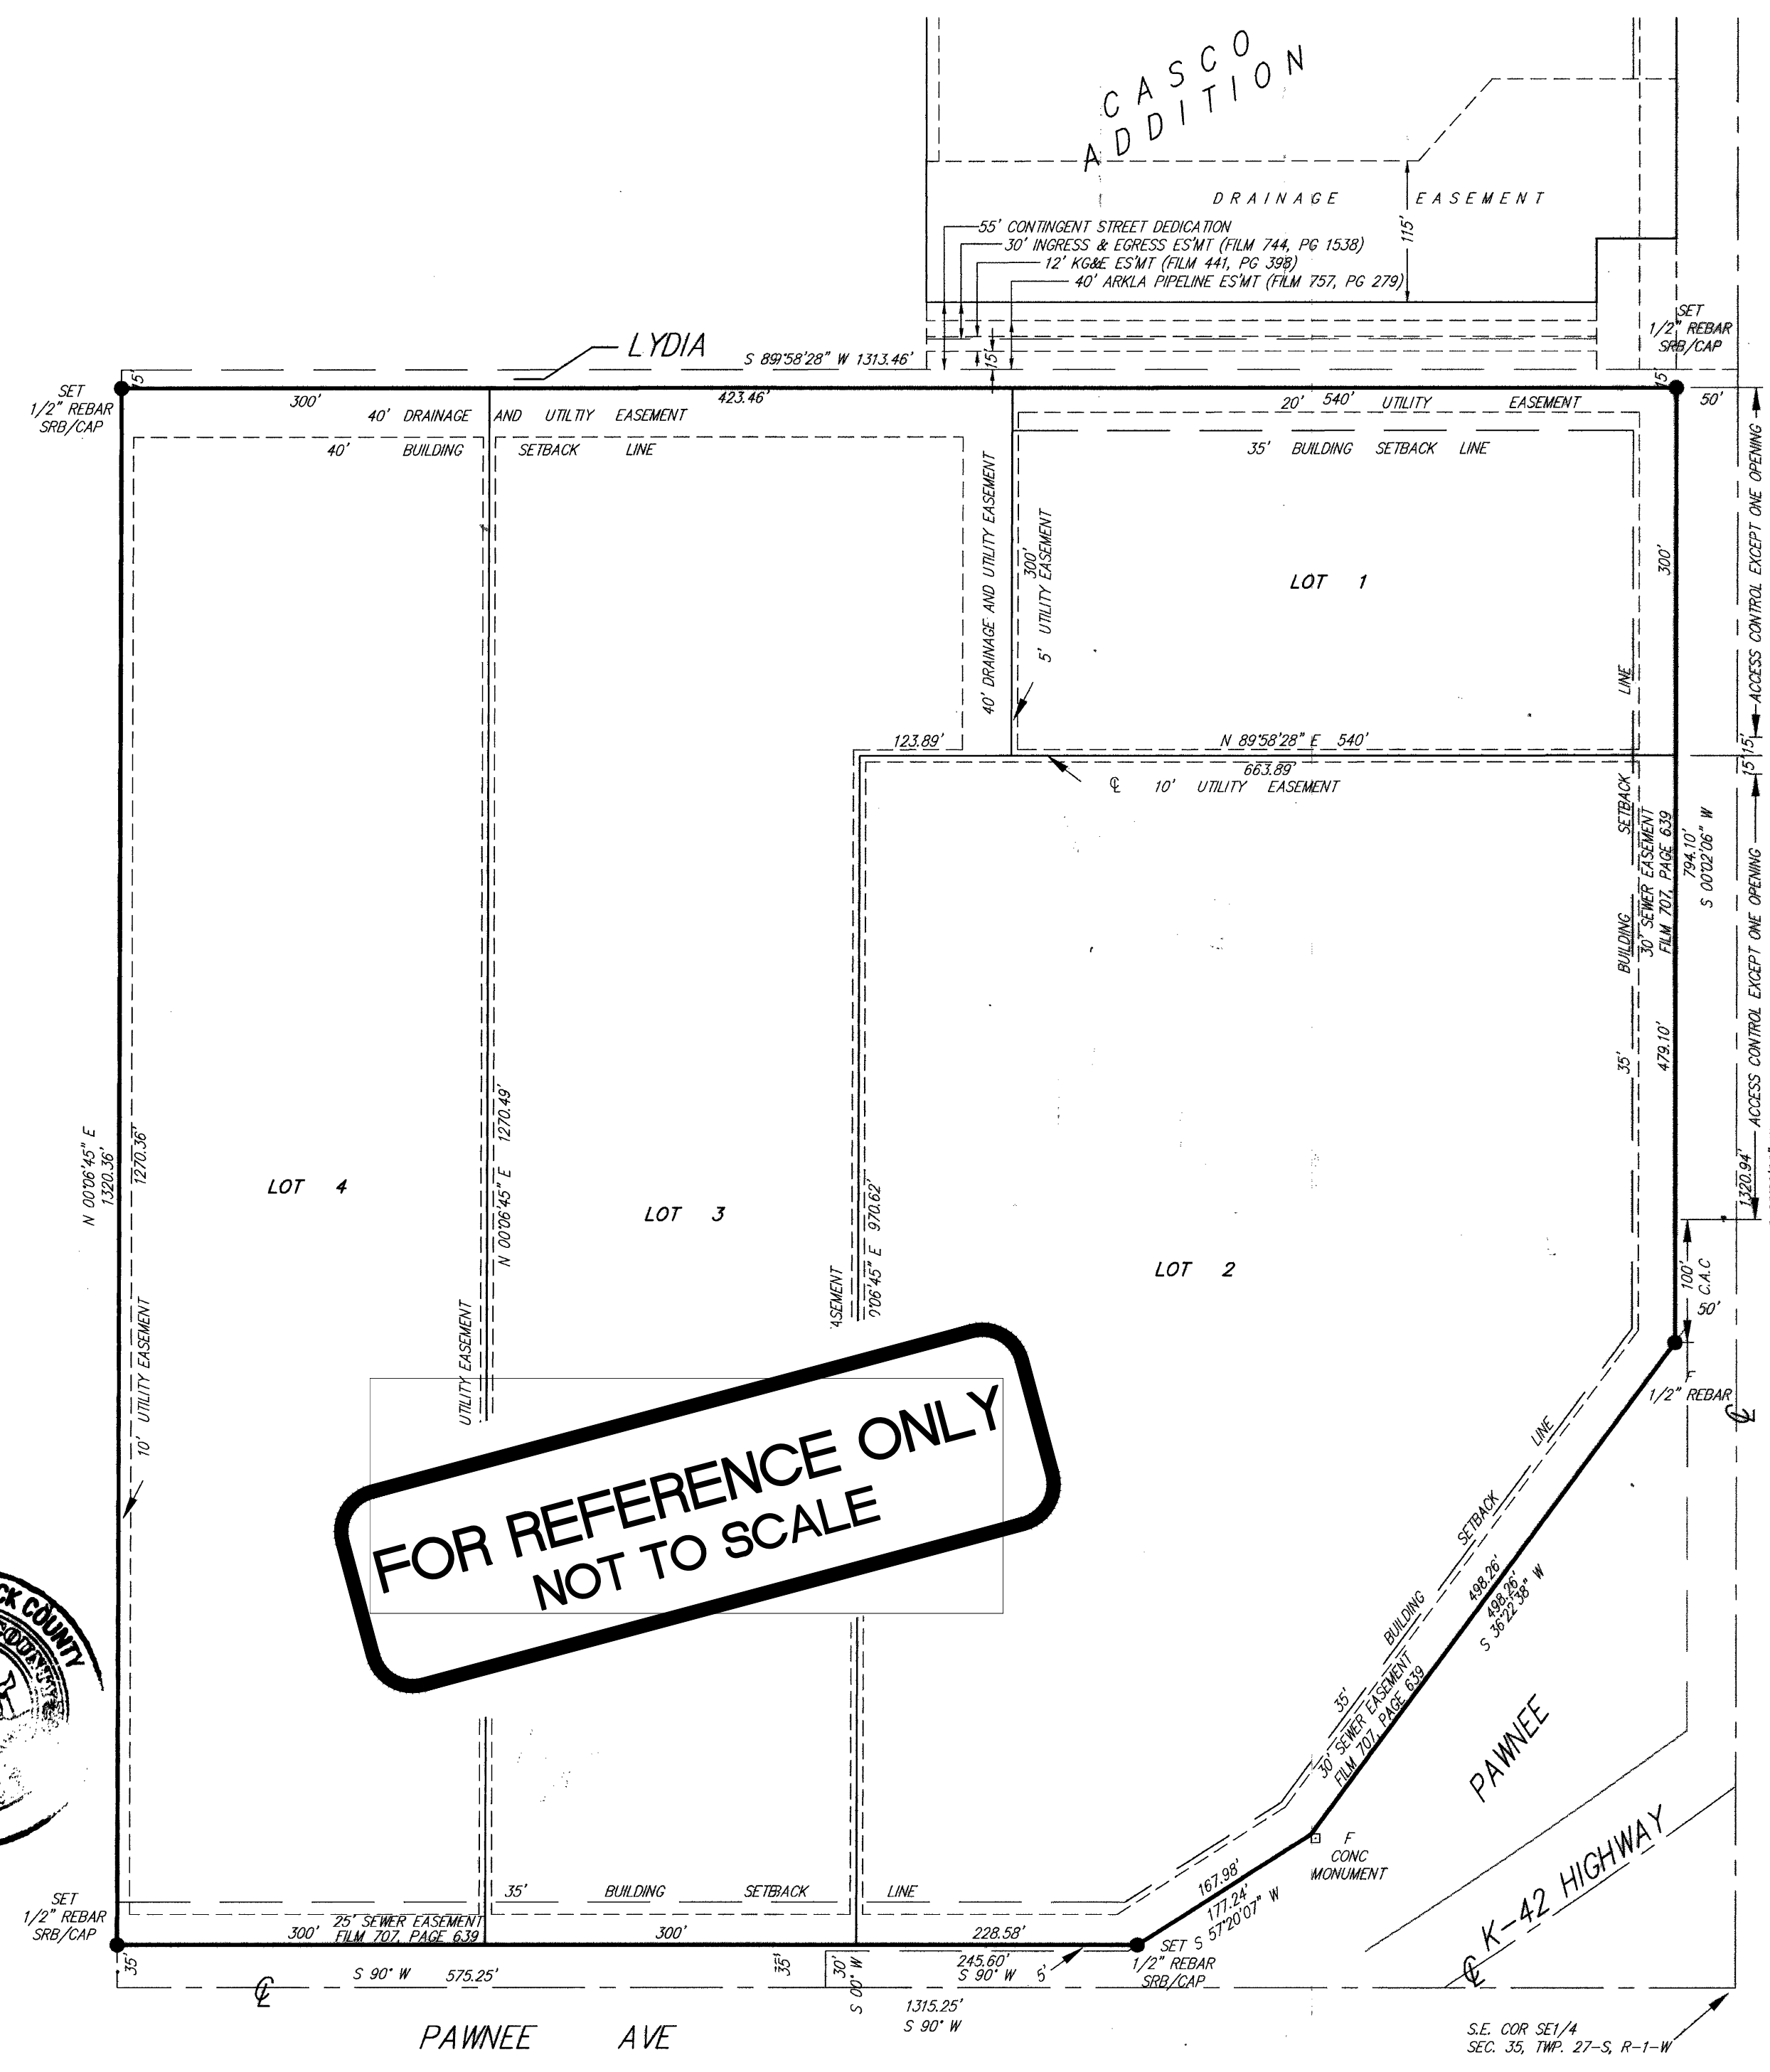 CASCO
ADDITION
DRAINAGE EASEMENT
115'
55' CONTINGENT STREET DEDICATION
30' INGRESS & EGRESS ES'MT (FILM 744, PG 1538)
12' KG&E ES'MT (FILM 441, PG 398)
40' ARKLA PIPELINE ES'MT (FILM 757, PG 279)
SET
1/2" REBAR
SRB/CAP
LYDIA
S 89°58'28" W 1313.46'
15'
15'
15'
SET
1/2" REBAR
SRB/CAP
300'
423.46'
20' 540' UTILITY EASEMENT
50'
40' DRAINAGE AND UTILTIY EASEMENT
40' BUILDING SETBACK LINE
35' BUILDING SETBACK LINE
40' DRAINAGE AND UTILITY EASEMENT
300'
5' UTILITY EASEMENT
LOT 1
300'
ACCESS CONTROL EXCEPT ONE OPENING
123.89'
N 89°58'28" E 540'
663.89'
℄ 10' UTILITY EASEMENT
15'
15'
35' BUILDING SETBACK LINE
30' SEWER EASEMENT
FILM 707, PAGE 639
794.10'
S 00°02'06" W
479.10'
ACCESS CONTROL EXCEPT ONE OPENING
1320.94'
N 00°06'45" E
1320.36'
1270.36'
N 00°06'45" E 1270.49'
0°06'45" E 970.62'
LOT 4
LOT 3
LOT 2
100'
C.A.C
50'
10' UTILITY EASEMENT
UTILITY EASEMENT
ASEMENT
F
1/2" REBAR
℄
FOR REFERENCE ONLY
NOT TO SCALE
35' BUILDING SETBACK LINE
498.26'
498.26'
S 36°22'38" W
30' SEWER EASEMENT
FILM 707, PAGE 639
CK COUNTY
PAWNEE
F
CONC
MONUMENT
K-42 HIGHWAY
℄
167.98'
177.24'
S 57°20'07" W
35' BUILDING SETBACK LINE
SET
1/2" REBAR
SRB/CAP
25' SEWER EASEMENT
FILM 707, PAGE 639
300'
300'
228.58'
SET
1/2" REBAR
SRB/CAP
35'
S 90° W 575.25'
35'
30'
S 00° W
245.60'
S 90° W
5'
℄
1315.25'
S 90° W
PAWNEE AVE
S.E. COR SE1/4
SEC. 35, TWP. 27-S, R-1-W